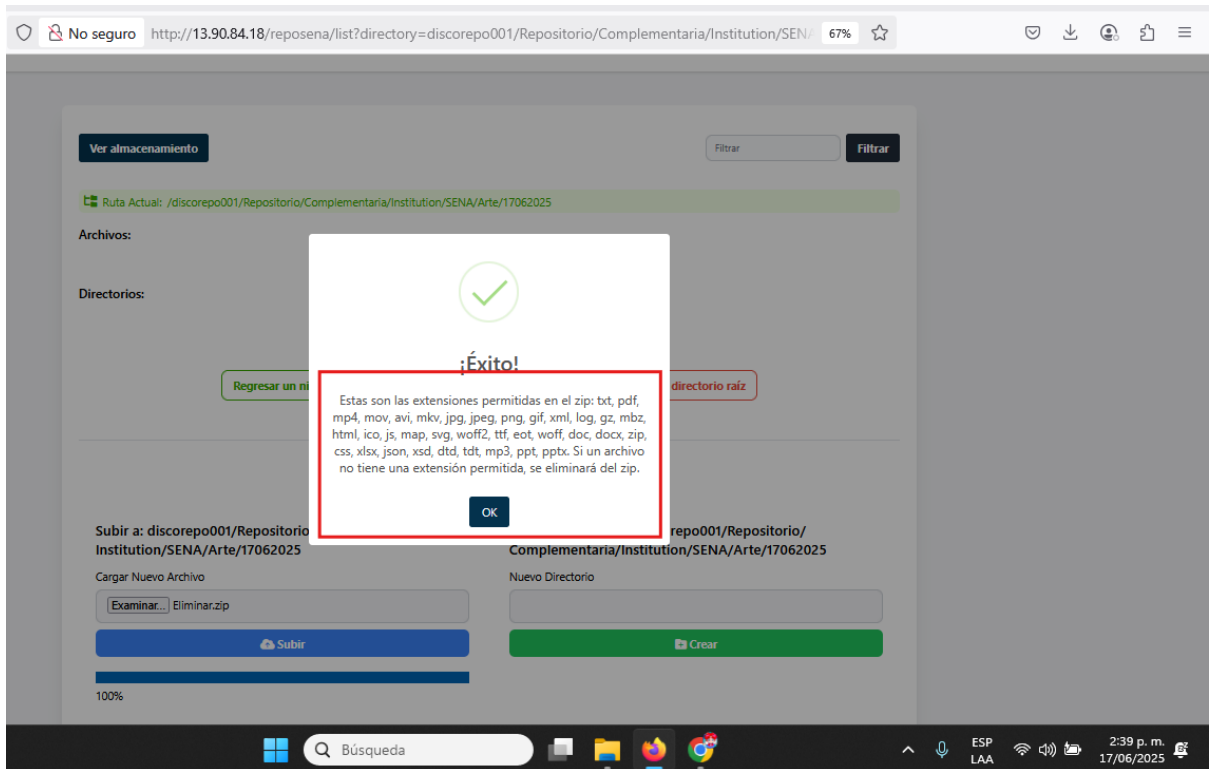 No seguro http://13.90.84.18/reposena/list?directory=discorepo001/Repositorio/Complementaria/Institution/SENA 67%
Ver almacenamiento Filtrar Filtrar
Ruta Actual: /discorepo001/Repositorio/Complementaria/Institution/SENA/Arte/17062025
Archivos:
Directorios:
¡Éxito!
Regresar un ni directorio raíz
Estas son las extensiones permitidas en el zip: txt, pdf,
mp4, mov, avi, mkv, jpg, jpeg, png, gif, xml, log, gz, mbz,
html, ico, js, map, svg, woff2, ttf, eot, woff, doc, docx, zip,
css, xlsx, json, xsd, dtd, tdt, mp3, ppt, pptx. Si un archivo
no tiene una extensión permitida, se eliminará del zip.
OK
Subir a: discorepo001/Repositorio repo001/Repositorio/
Institution/SENA/Arte/17062025 Complementaria/Institution/SENA/Arte/17062025
Cargar Nuevo Archivo Nuevo Directorio
Examinar... Eliminar.zip
Subir Crear
100%
Búsqueda ESP 2:39 p. m.
LAA 17/06/2025